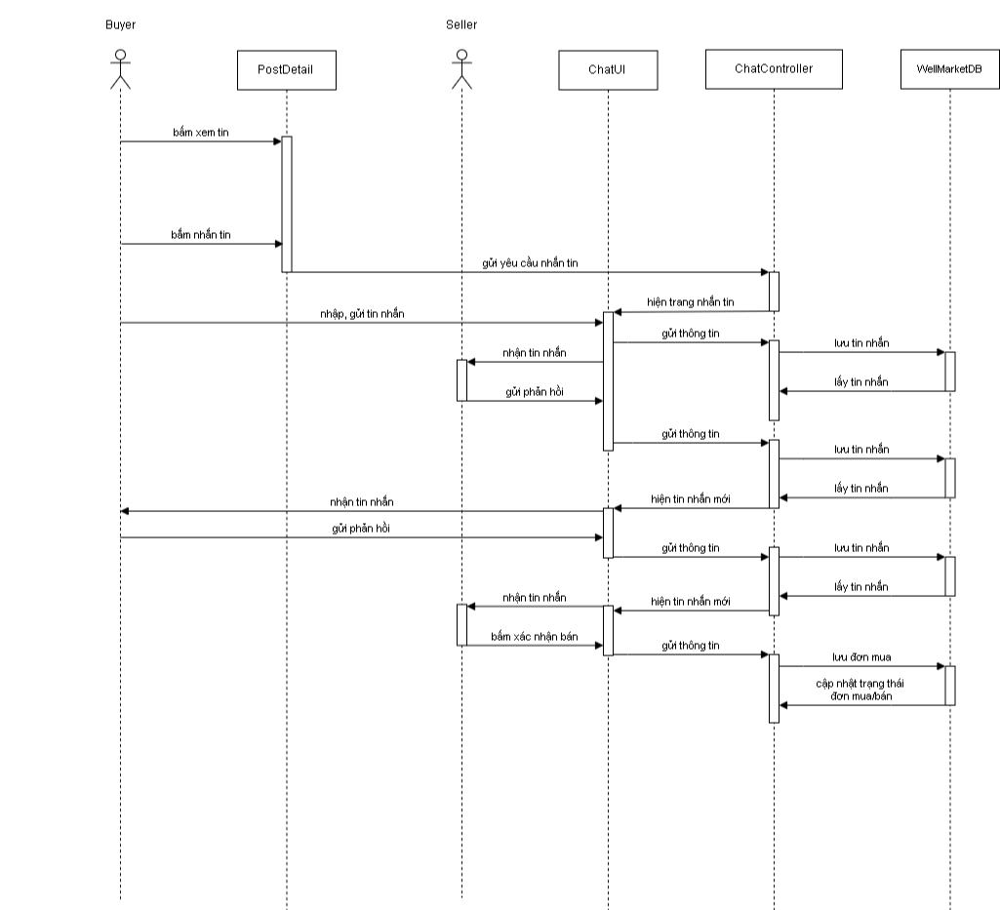 Buyer
Seller
PostDetail
ChatUI
ChatController
WellMarketDB
bấm xem tin
bấm nhắn tin
gửi yêu cầu nhắn tin
hiện trang nhắn tin
nhập, gửi tin nhắn
gửi thông tin
lưu tin nhắn
nhận tin nhắn
lấy tin nhắn
gửi phản hồi
gửi thông tin
lưu tin nhắn
lấy tin nhắn
hiện tin nhắn mới
nhận tin nhắn
gửi phản hồi
gửi thông tin
lưu tin nhắn
lấy tin nhắn
nhận tin nhắn
hiện tin nhắn mới
bấm xác nhận bán
gửi thông tin
lưu đơn mua
cập nhật trạng thái
đơn mua/bán